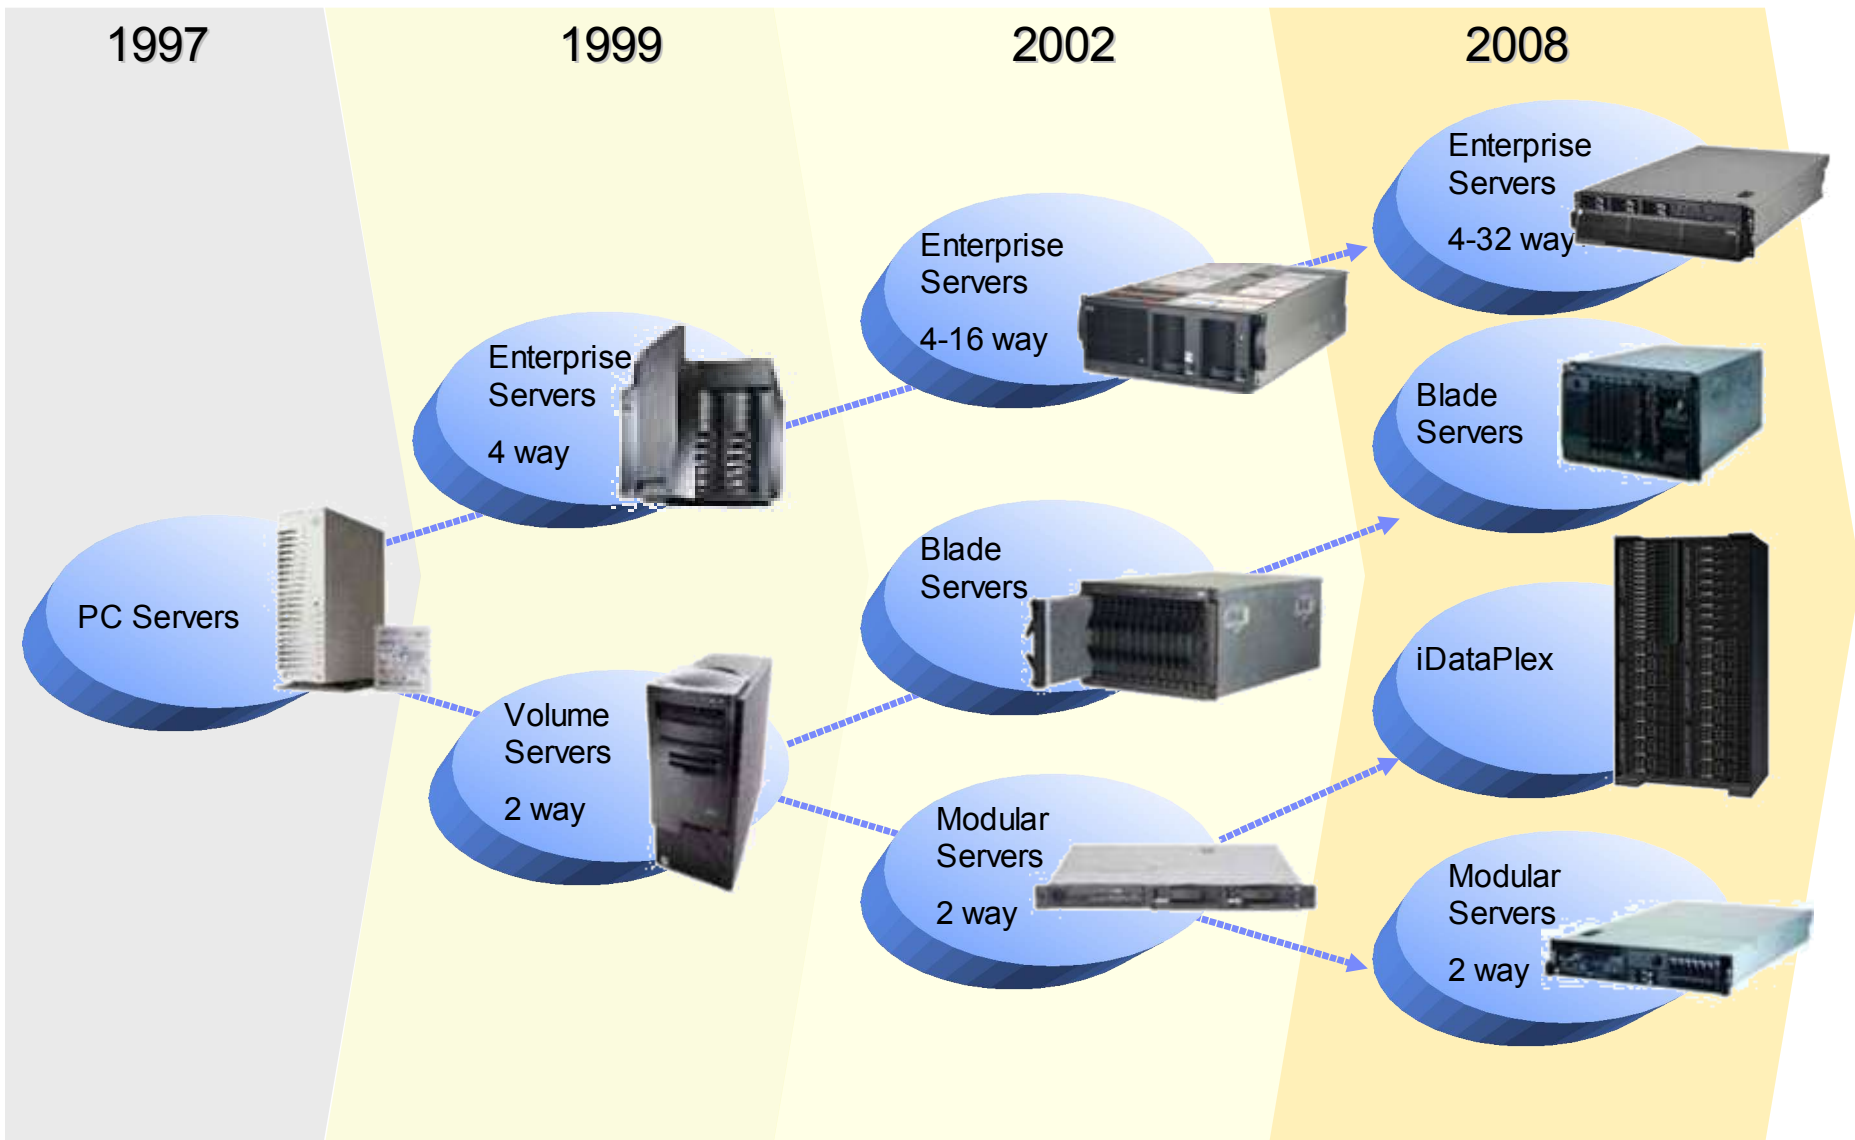 1997
1999
2002
2008
PC Servers
Enterprise
Servers
4 way
Volume
Servers
2 way
Enterprise
Servers
4-16 way
Blade
Servers
Modular
Servers
2 way
Enterprise
Servers
4-32 way
Blade
Servers
iDataPlex
Modular
Servers
2 way